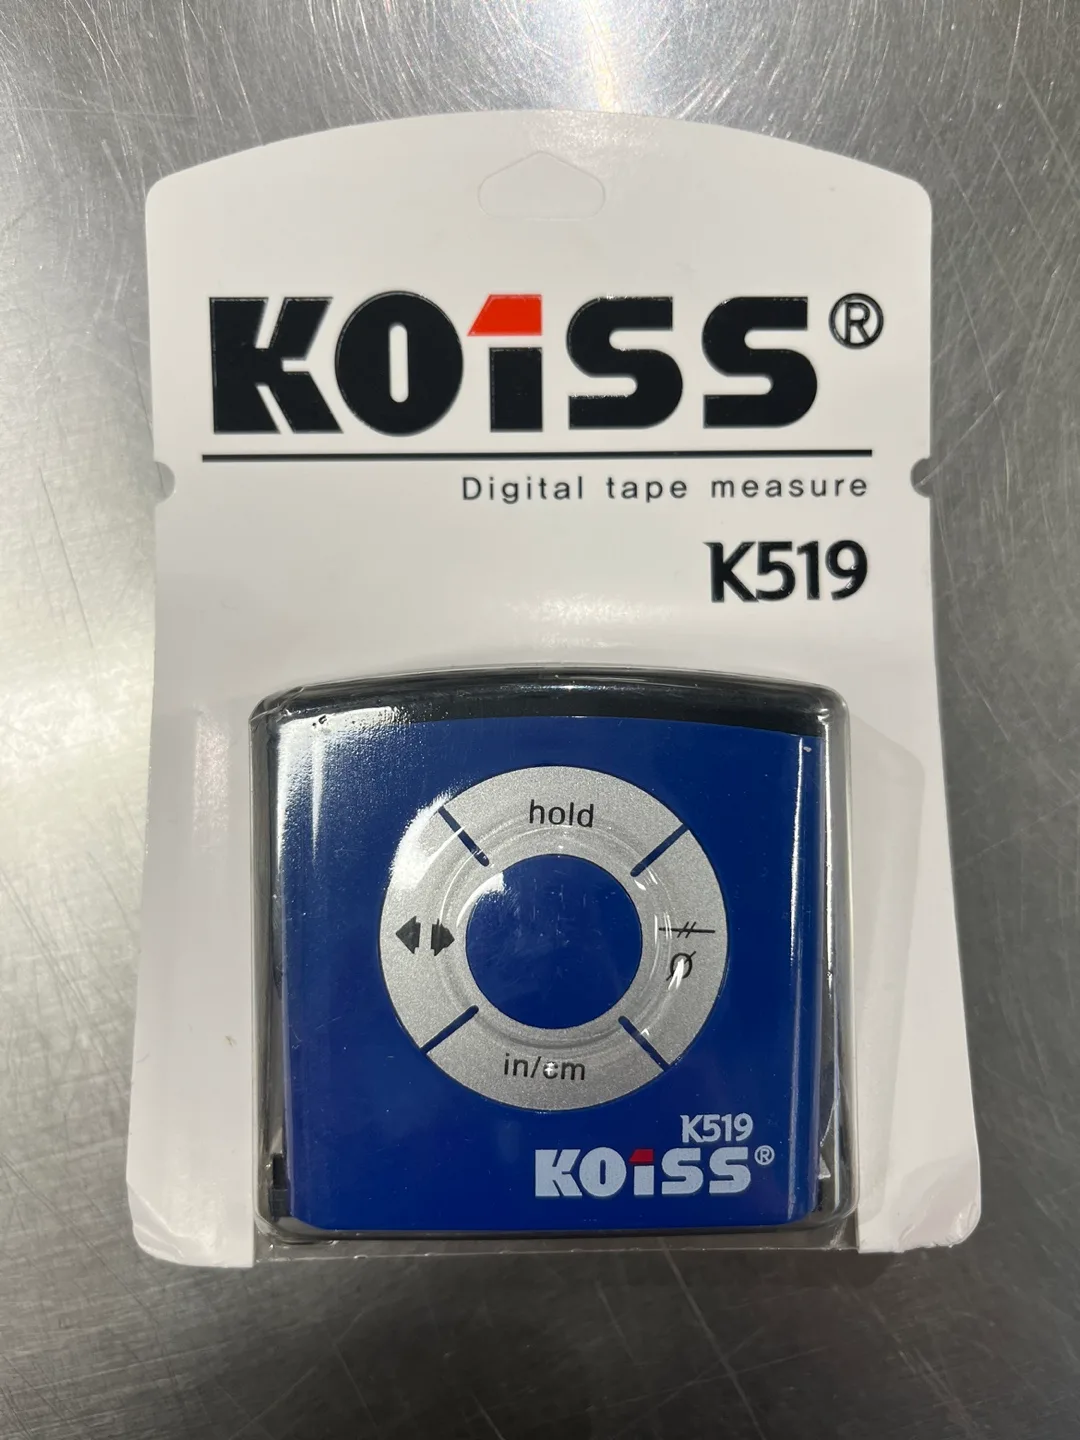 KOiSS®
Digital tape measure
K519
hold
Ø
in/cm
K519
KOiSS®